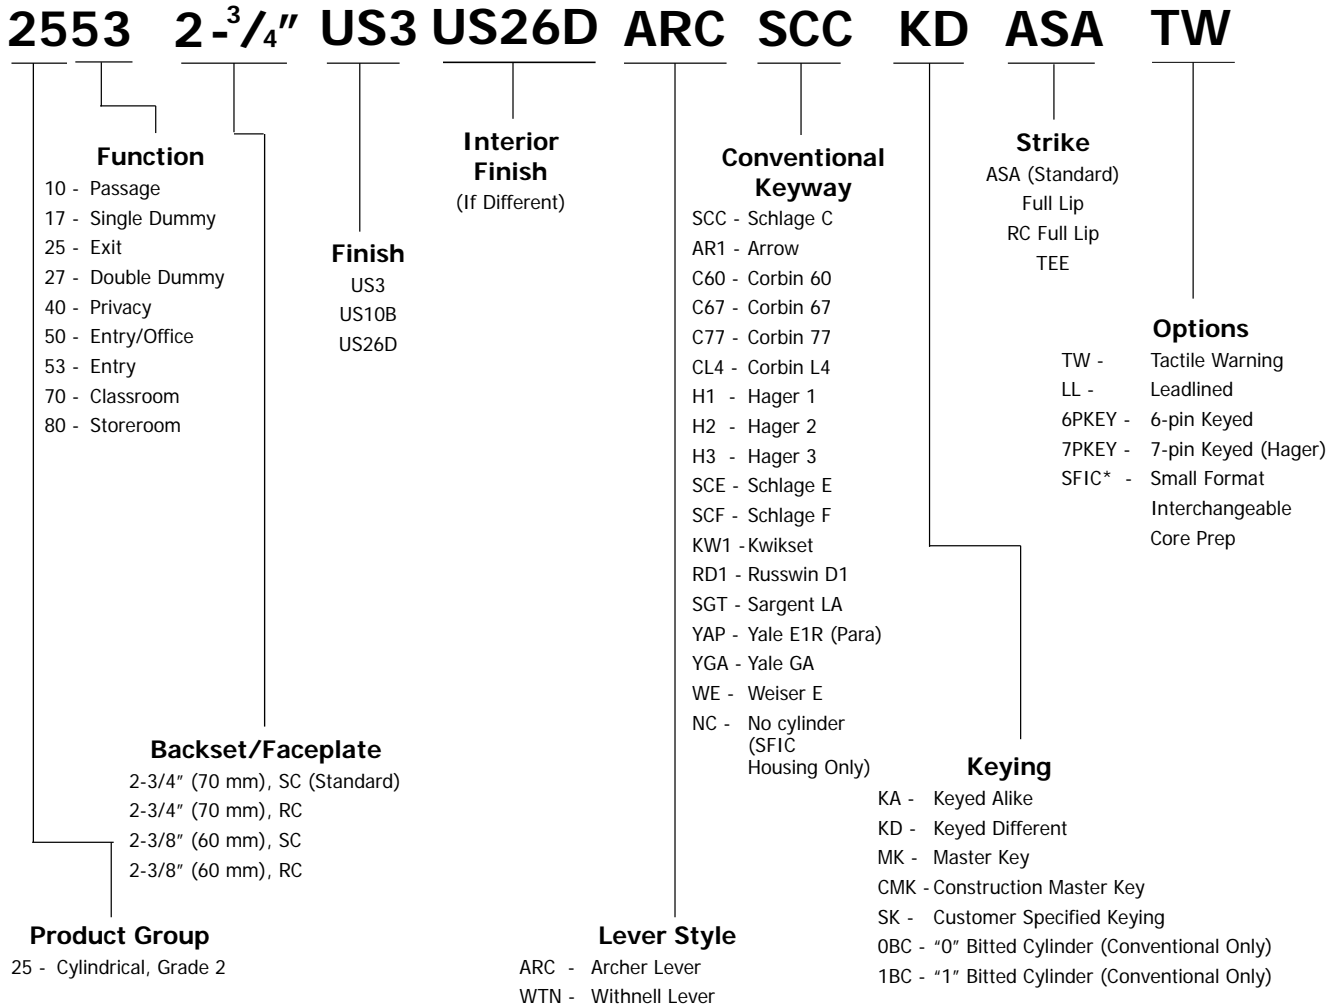 2553 2-3/4" US3 US26D ARC SCC KD ASA TW
Function
10 - Passage
17 - Single Dummy
25 - Exit
27 - Double Dummy
40 - Privacy
50 - Entry/Office
53 - Entry
70 - Classroom
80 - Storeroom
Finish
US3
US10B
US26D
Interior
Finish
(If Different)
Conventional
Keyway
SCC - Schlage C
AR1 - Arrow
C60 - Corbin 60
C67 - Corbin 67
C77 - Corbin 77
CL4 - Corbin L4
H1 - Hager 1
H2 - Hager 2
H3 - Hager 3
SCE - Schlage E
SCF - Schlage F
KW1 - Kwikset
RD1 - Russwin D1
SGT - Sargent LA
YAP - Yale E1R (Para)
YGA - Yale GA
WE - Weiser E
NC - No cylinder
(SFIC
Housing Only)
Strike
ASA (Standard)
Full Lip
RC Full Lip
TEE
Options
TW - Tactile Warning
LL - Leadlined
6PKEY - 6-pin Keyed
7PKEY - 7-pin Keyed (Hager)
SFIC* - Small Format
Interchangeable
Core Prep
Backset/Faceplate
2-3/4" (70 mm), SC (Standard)
2-3/4" (70 mm), RC
2-3/8" (60 mm), SC
2-3/8" (60 mm), RC
Keying
KA - Keyed Alike
KD - Keyed Different
MK - Master Key
CMK - Construction Master Key
SK - Customer Specified Keying
0BC - "0" Bitted Cylinder (Conventional Only)
1BC - "1" Bitted Cylinder (Conventional Only)
Product Group
25 - Cylindrical, Grade 2
Lever Style
ARC - Archer Lever
WTN - Withnell Lever